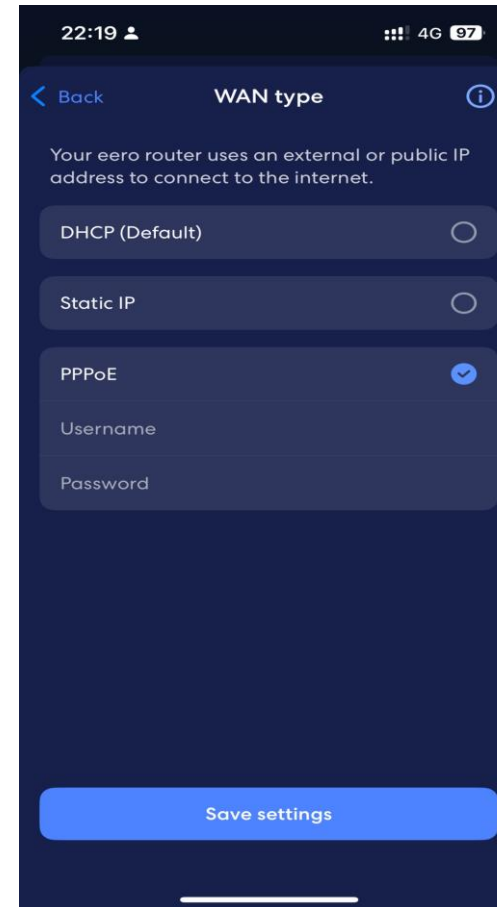 22:19
4G 97
Back
WAN type
Your eero router uses an external or public IP
address to connect to the internet.
DHCP (Default)
Static IP
PPPoE
Username
Password
Save settings